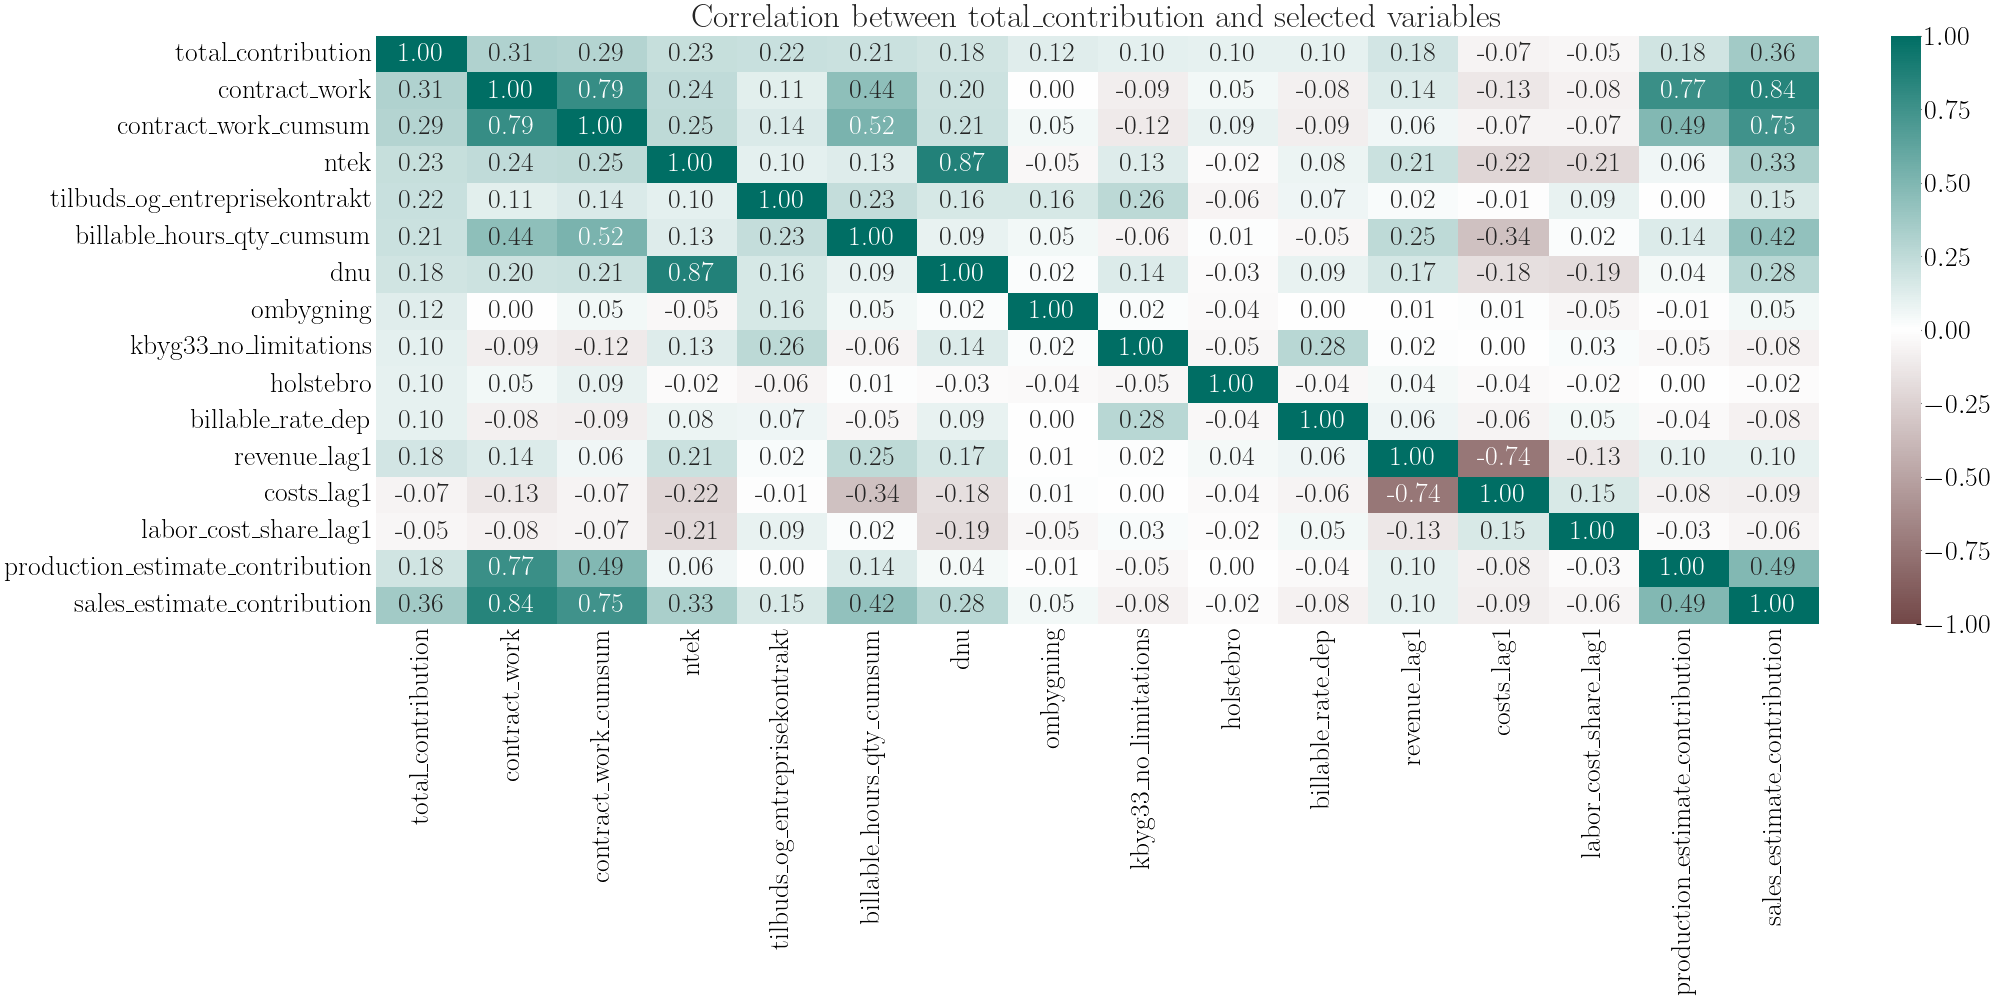 Correlation between total_contribution and selected variables
total_contribution 1.00 0.31 0.29 0.23 0.22 0.21 0.18 0.12 0.10 0.10 0.10 0.18 -0.07 -0.05 0.18 0.36
contract_work 0.31 1.00 0.79 0.24 0.11 0.44 0.20 0.00 -0.09 0.05 -0.08 0.14 -0.13 -0.08 0.77 0.84
contract_work_cumsum 0.29 0.79 1.00 0.25 0.14 0.52 0.21 0.05 -0.12 0.09 -0.09 0.06 -0.07 -0.07 0.49 0.75
ntek 0.23 0.24 0.25 1.00 0.10 0.13 0.87 -0.05 0.13 -0.02 0.08 0.21 -0.22 -0.21 0.06 0.33
tilbuds_og_entreprisekontrakt 0.22 0.11 0.14 0.10 1.00 0.23 0.16 0.16 0.26 -0.06 0.07 0.02 -0.01 0.09 0.00 0.15
billable_hours_qty_cumsum 0.21 0.44 0.52 0.13 0.23 1.00 0.09 0.05 -0.06 0.01 -0.05 0.25 -0.34 0.02 0.14 0.42
dnu 0.18 0.20 0.21 0.87 0.16 0.09 1.00 0.02 0.14 -0.03 0.09 0.17 -0.18 -0.19 0.04 0.28
ombygning 0.12 0.00 0.05 -0.05 0.16 0.05 0.02 1.00 0.02 -0.04 0.00 0.01 0.01 -0.05 -0.01 0.05
kbyg33_no_limitations 0.10 -0.09 -0.12 0.13 0.26 -0.06 0.14 0.02 1.00 -0.05 0.28 0.02 0.00 0.03 -0.05 -0.08
holstebro 0.10 0.05 0.09 -0.02 -0.06 0.01 -0.03 -0.04 -0.05 1.00 -0.04 0.04 -0.04 -0.02 0.00 -0.02
billable_rate_dep 0.10 -0.08 -0.09 0.08 0.07 -0.05 0.09 0.00 0.28 -0.04 1.00 0.06 -0.06 0.05 -0.04 -0.08
revenue_lag1 0.18 0.14 0.06 0.21 0.02 0.25 0.17 0.01 0.02 0.04 0.06 1.00 -0.74 -0.13 0.10 0.10
costs_lag1 -0.07 -0.13 -0.07 -0.22 -0.01 -0.34 -0.18 0.01 0.00 -0.04 -0.06 -0.74 1.00 0.15 -0.08 -0.09
labor_cost_share_lag1 -0.05 -0.08 -0.07 -0.21 0.09 0.02 -0.19 -0.05 0.03 -0.02 0.05 -0.13 0.15 1.00 -0.03 -0.06
production_estimate_contribution 0.18 0.77 0.49 0.06 0.00 0.14 0.04 -0.01 -0.05 0.00 -0.04 0.10 -0.08 -0.03 1.00 0.49
sales_estimate_contribution 0.36 0.84 0.75 0.33 0.15 0.42 0.28 0.05 -0.08 -0.02 -0.08 0.10 -0.09 -0.06 0.49 1.00
total_contribution
contract_work
contract_work_cumsum
ntek
tilbuds_og_entreprisekontrakt
billable_hours_qty_cumsum
dnu
ombygning
kbyg33_no_limitations
holstebro
billable_rate_dep
revenue_lag1
costs_lag1
labor_cost_share_lag1
production_estimate_contribution
sales_estimate_contribution
1.00
0.75
0.50
0.25
0.00
−0.25
−0.50
−0.75
−1.00